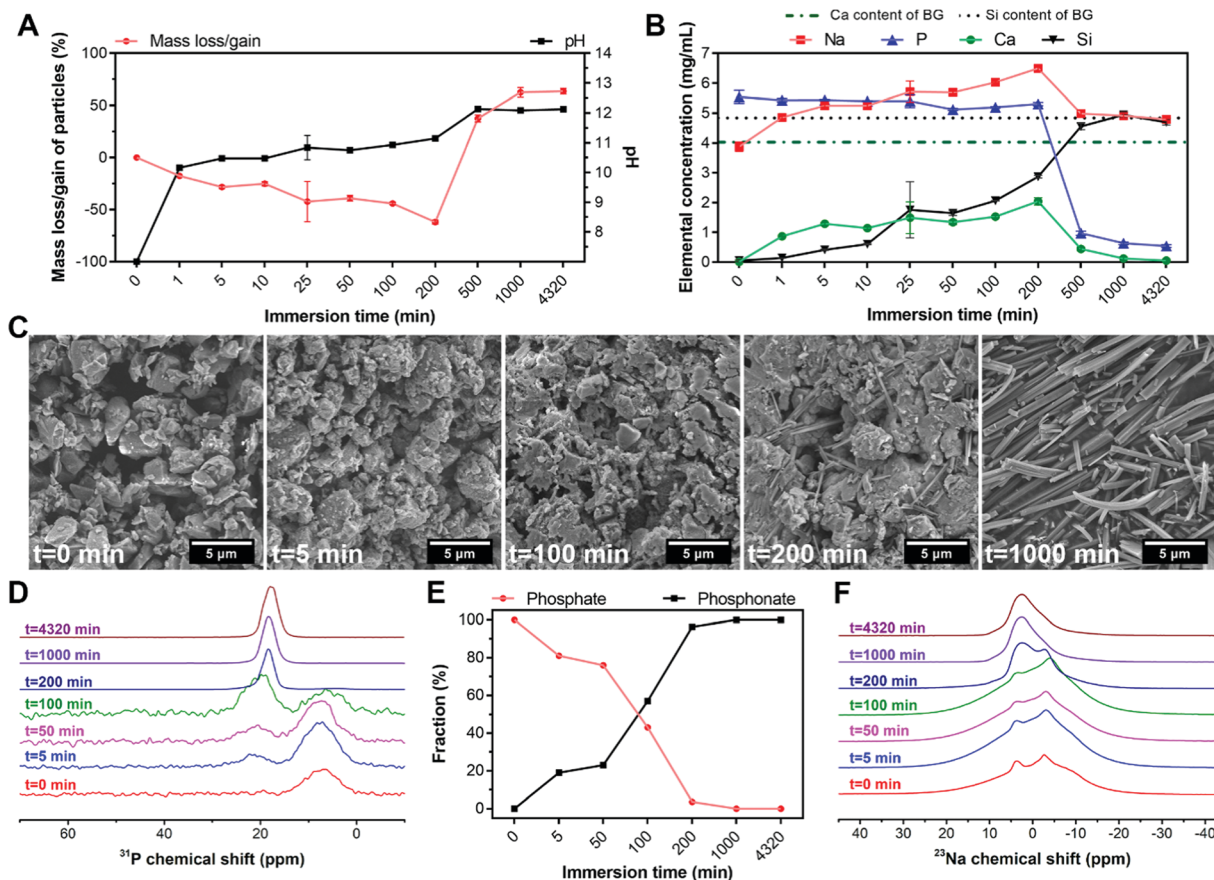 A
Mass loss/gain
pH
Mass loss/gain of particles (%)
100
50
0
-50
-100
14
13
12
11
10
9
8
pH
0 1 5 10 25 50 100 200 500 1000 4320
Immersion time (min)
B
Ca content of BG
Si content of BG
Na
P
Ca
Si
Elemental concentration (mg/mL)
7
6
5
4
3
2
1
0
0 1 5 10 25 50 100 200 500 1000 4320
Immersion time (min)
C
t=0 min
5 µm
t=5 min
5 µm
t=100 min
5 µm
t=200 min
5 µm
t=1000 min
5 µm
D
t=4320 min
t=1000 min
t=200 min
t=100 min
t=50 min
t=5 min
t=0 min
60 40 20 0
³¹P chemical shift (ppm)
E
Phosphate
Phosphonate
Fraction (%)
100
80
60
40
20
0
0 5 50 100 200 1000 4320
Immersion time (min)
F
t=4320 min
t=1000 min
t=200 min
t=100 min
t=50 min
t=5 min
t=0 min
40 30 20 10 0 -10 -20 -30 -40
²³Na chemical shift (ppm)